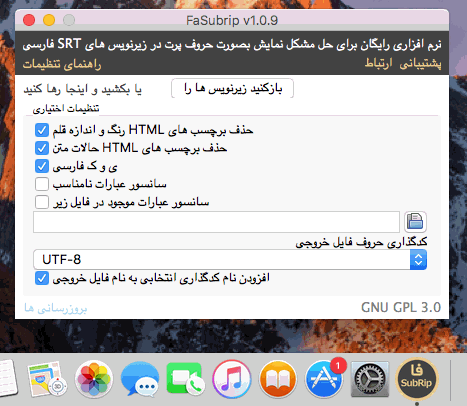 FaSubrip v1.0.9
نرم افزاری رایگان برای حل مشکل نمایش بصورت حروف پرت در زیرنویس های SRT فارسی
پشتیبانی ارتباط راهنمای تنظیمات
بازکنید زیرنویس ها را یا بکشید و اینجا رها کنید
تنظیمات اختیاری
حذف برچسب های HTML رنگ و اندازه قلم
حذف برچسب های HTML حالات متن
ی و ک فارسی
سانسور عبارات نامناسب
سانسور عبارات موجود در فایل زیر
کدگذاری حروف فایل خروجی
UTF-8
افزودن نام کدگذاری انتخابی به نام فایل خروجی
بروزرسانی ها GNU GPL 3.0
1
فا
SubRip